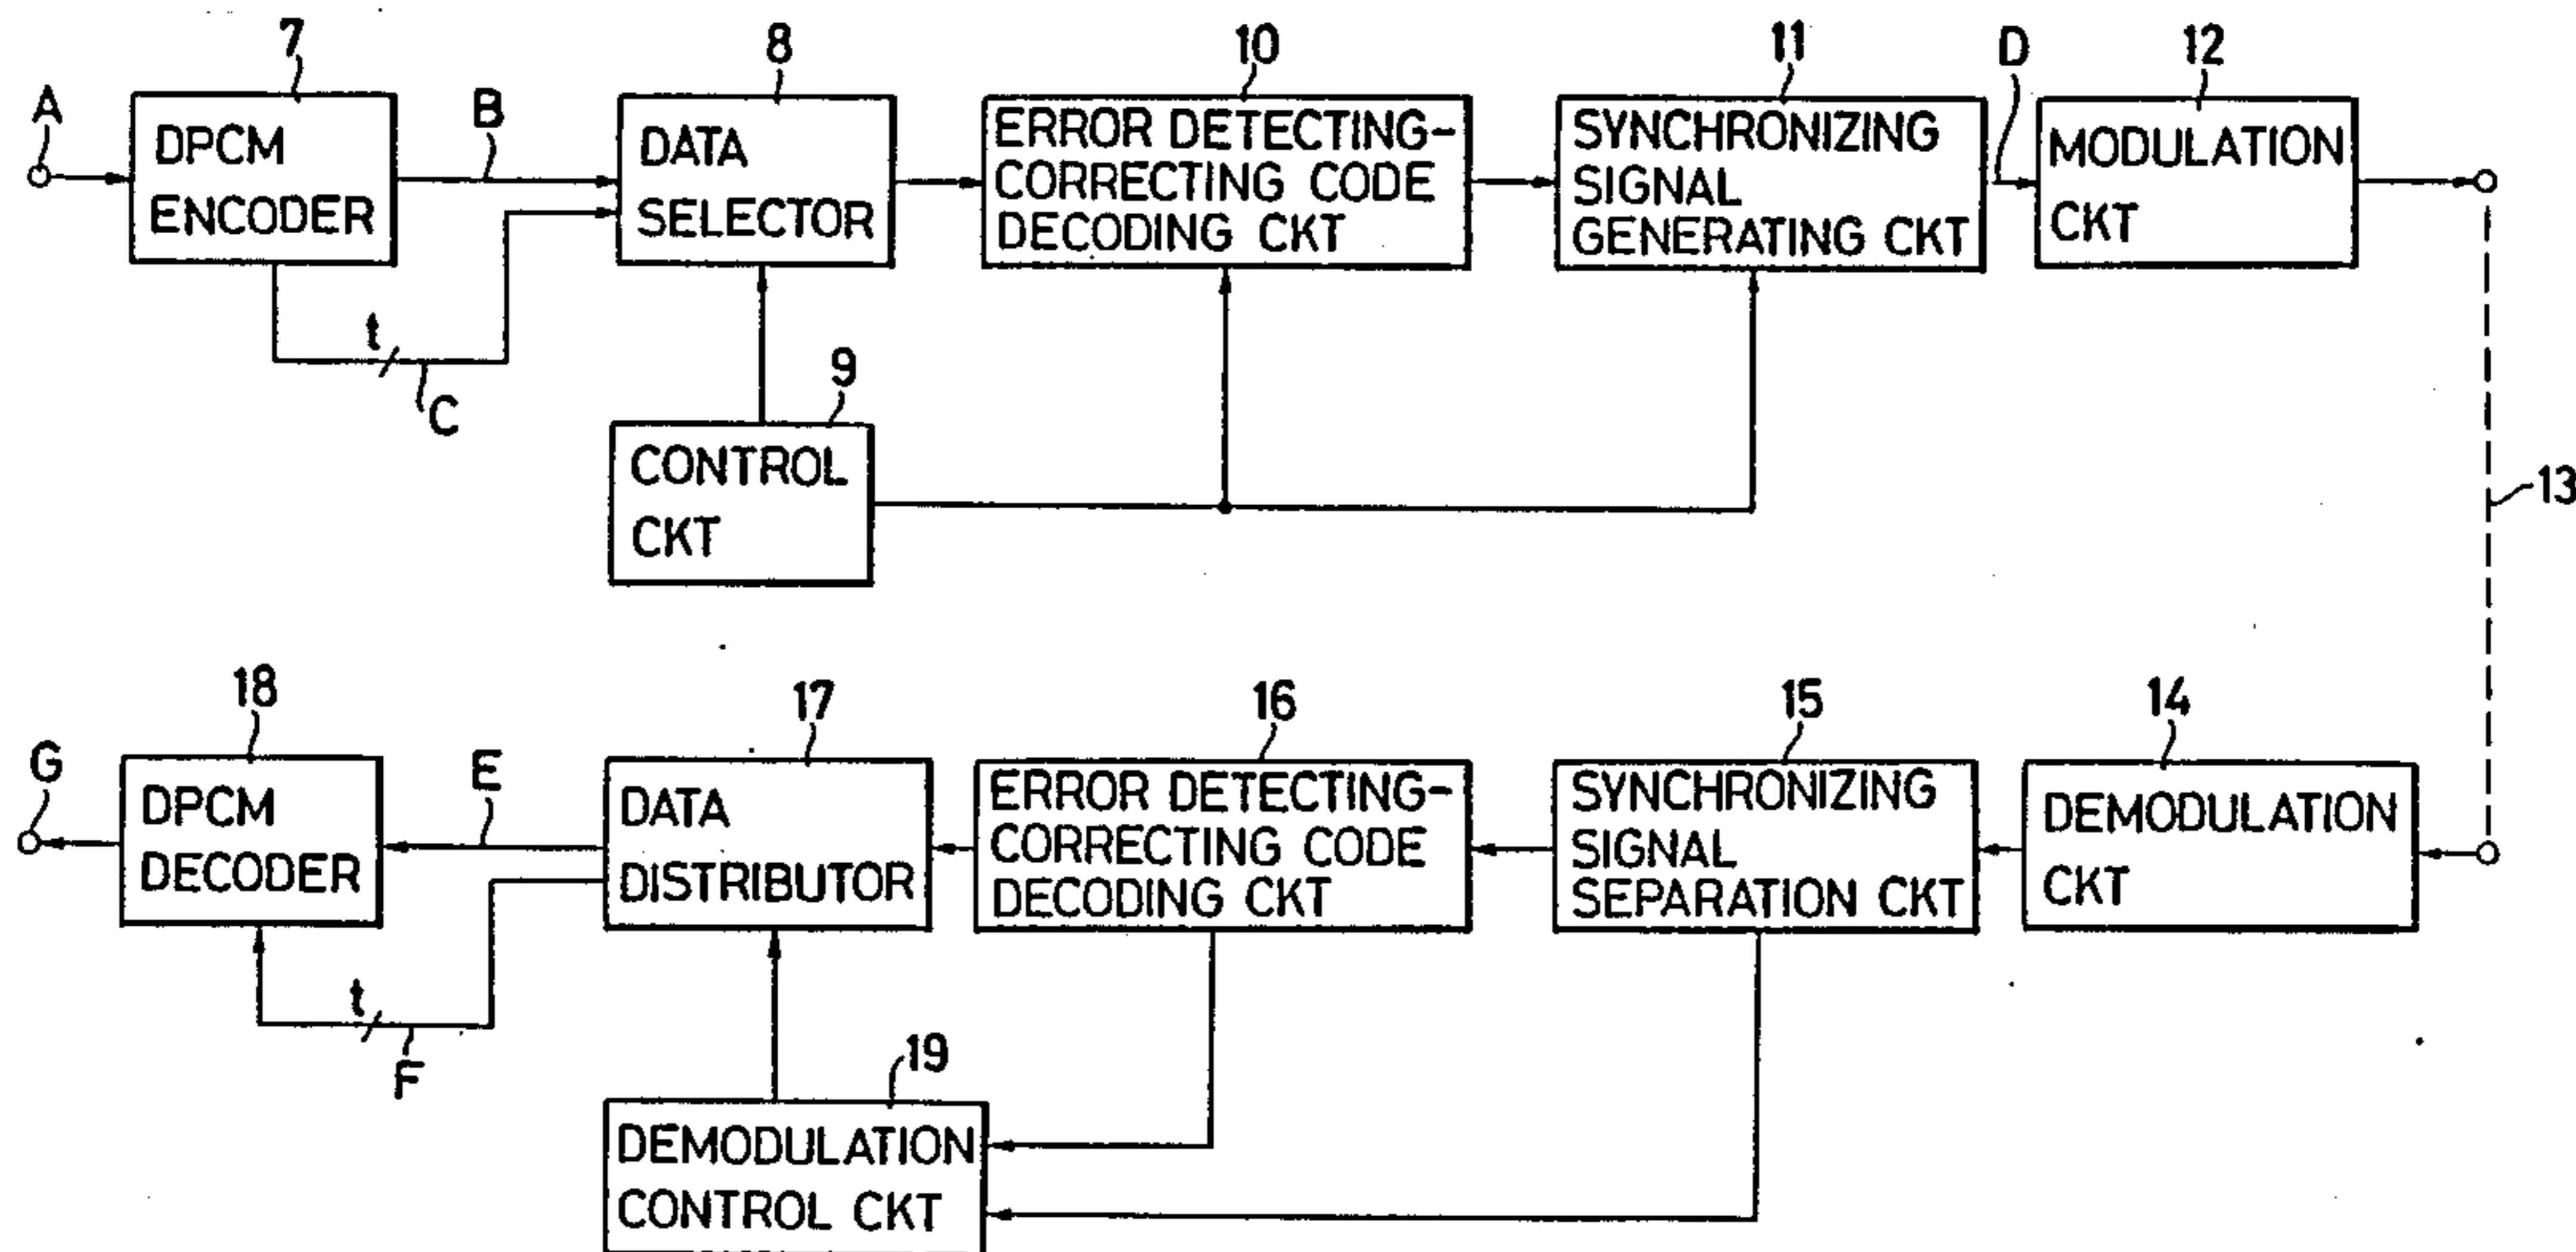 7
8
10
11
D
12
A
DPCM
ENCODER
B
DATA
SELECTOR
ERROR DETECTING-
CORRECTING CODE
DECODING CKT
SYNCHRONIZING
SIGNAL
GENERATING CKT
MODULATION
CKT
t
C
9
CONTROL
CKT
13
18
17
16
15
14
G
DPCM
DECODER
E
DATA
DISTRIBUTOR
ERROR DETECTING-
CORRECTING CODE
DECODING CKT
SYNCHRONIZING
SIGNAL
SEPARATION CKT
DEMODULATION
CKT
t
F
19
DEMODULATION
CONTROL CKT